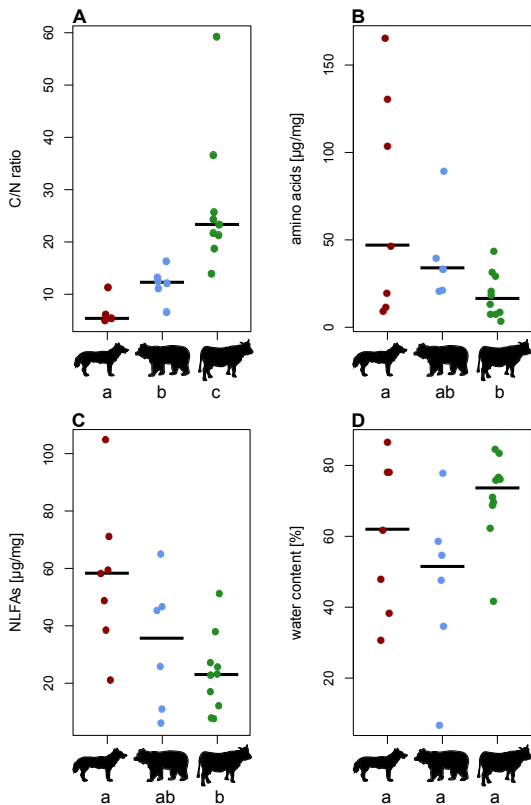 A
C/N ratio
60
50
40
30
20
10
a b c
B
amino acids [µg/mg]
150
100
50
0
a ab b
C
NLFAs [µg/mg]
100
80
60
40
20
a ab b
D
water content [%]
80
60
40
20
a a a